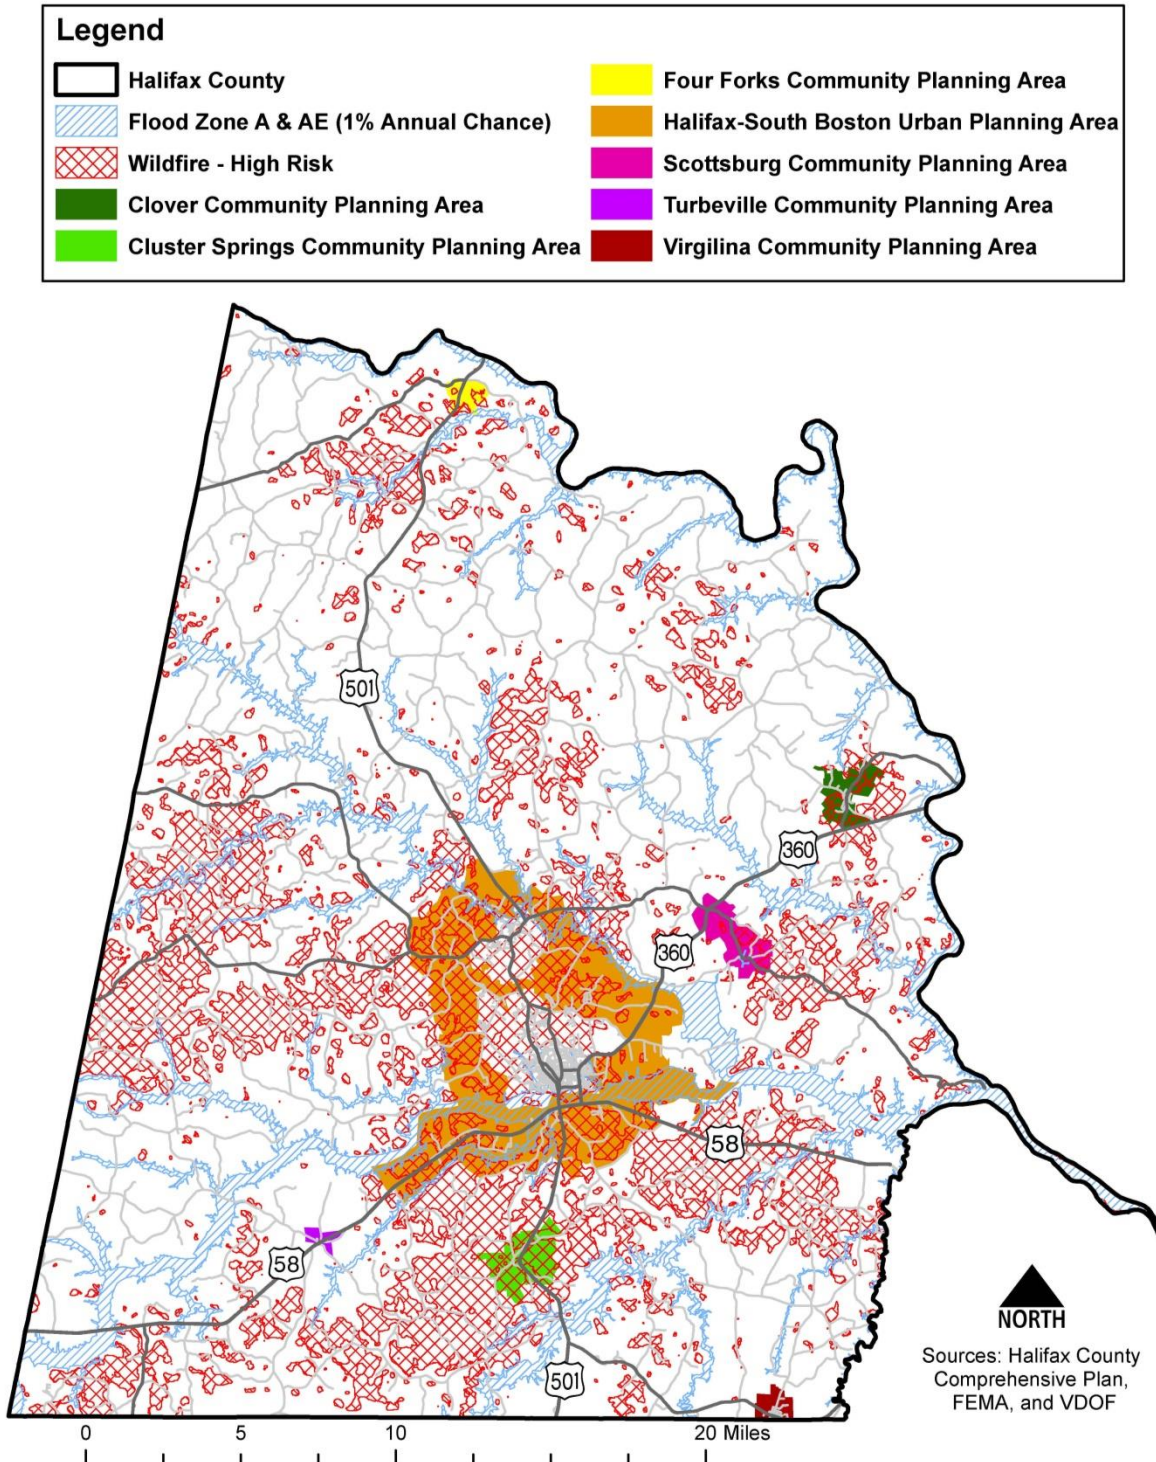 Legend
Halifax County
Flood Zone A & AE (1% Annual Chance)
Wildfire - High Risk
Clover Community Planning Area
Cluster Springs Community Planning Area
Four Forks Community Planning Area
Halifax-South Boston Urban Planning Area
Scottsburg Community Planning Area
Turbeville Community Planning Area
Virgilina Community Planning Area
501
360
360
58
58
501
NORTH
Sources: Halifax County
Comprehensive Plan,
FEMA, and VDOF
0 5 10 20 Miles